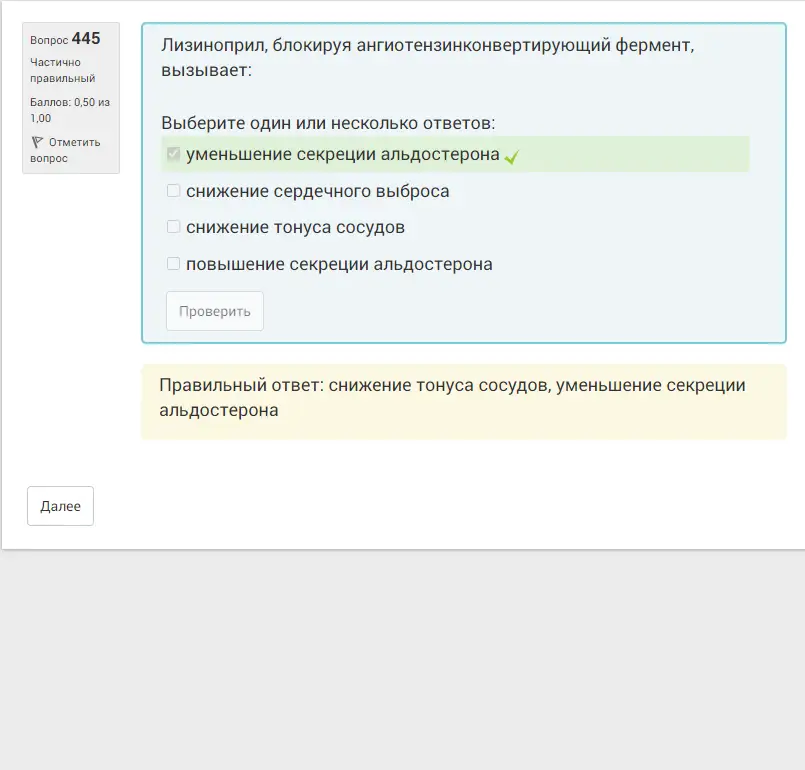 Вопрос 445
Частично
правильный
Баллов: 0,50 из
1,00
Отметить
вопрос
Лизиноприл, блокируя ангиотензинконвертирующий фермент,
вызывает:
Выберите один или несколько ответов:
уменьшение секреции альдостерона
снижение сердечного выброса
снижение тонуса сосудов
повышение секреции альдостерона
Проверить
Правильный ответ: снижение тонуса сосудов, уменьшение секреции
альдостерона
Далее